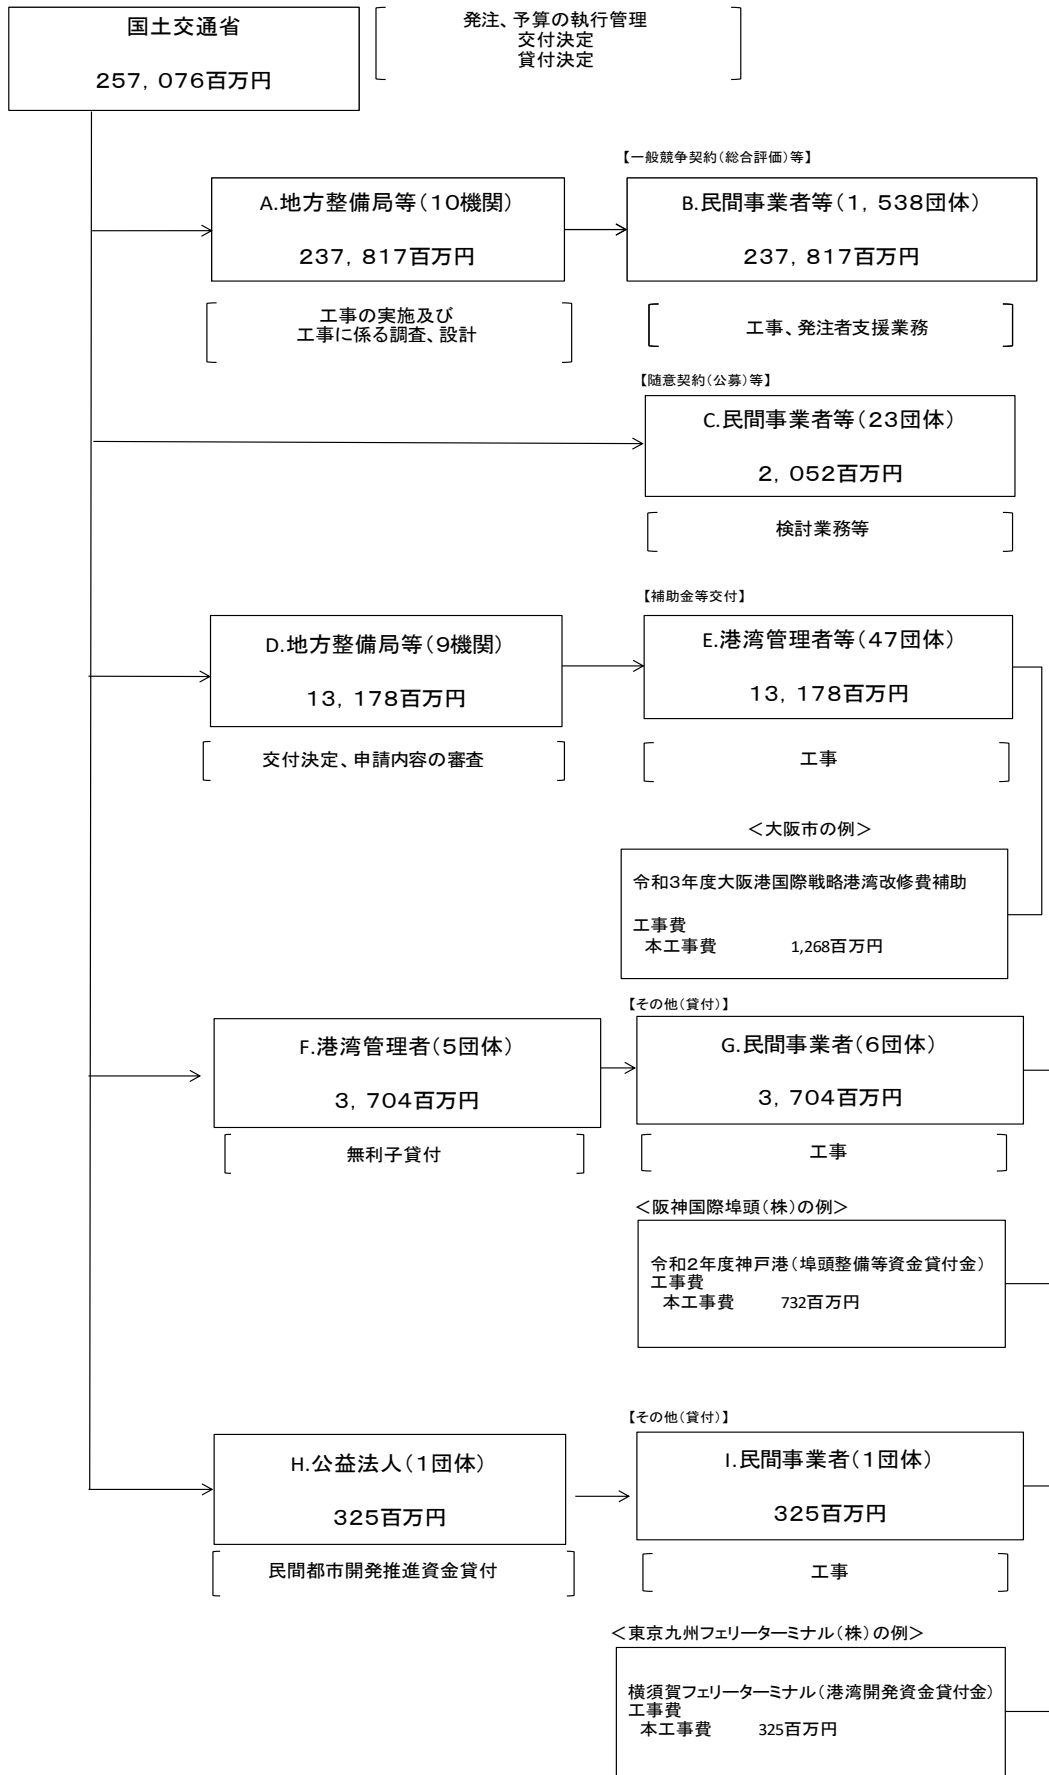 国土交通省
257，076百万円
発注、予算の執行管理
交付決定
貸付決定
【一般競争契約（総合評価）等】
A.地方整備局等（10機関）
237，817百万円
B.民間事業者等（1，538団体）
237，817百万円
工事の実施及び
工事に係る調査、設計
工事、発注者支援業務
【随意契約（公募）等】
C.民間事業者等（23団体）
2，052百万円
検討業務等
【補助金等交付】
D.地方整備局等（9機関）
13，178百万円
E.港湾管理者等（47団体）
13，178百万円
交付決定、申請内容の審査
工事
＜大阪市の例＞
令和3年度大阪港国際戦略港湾改修費補助
工事費
本工事費 1,268百万円
【その他（貸付）】
F.港湾管理者（5団体）
3，704百万円
G.民間事業者（6団体）
3，704百万円
無利子貸付
工事
＜阪神国際埠頭（株）の例＞
令和2年度神戸港（埠頭整備等資金貸付金）
工事費
本工事費 732百万円
【その他（貸付）】
H.公益法人（1団体）
325百万円
I.民間事業者（1団体）
325百万円
民間都市開発推進資金貸付
工事
＜東京九州フェリーターミナル（株）の例＞
横須賀フェリーターミナル（港湾開発資金貸付金）
工事費
本工事費 325百万円